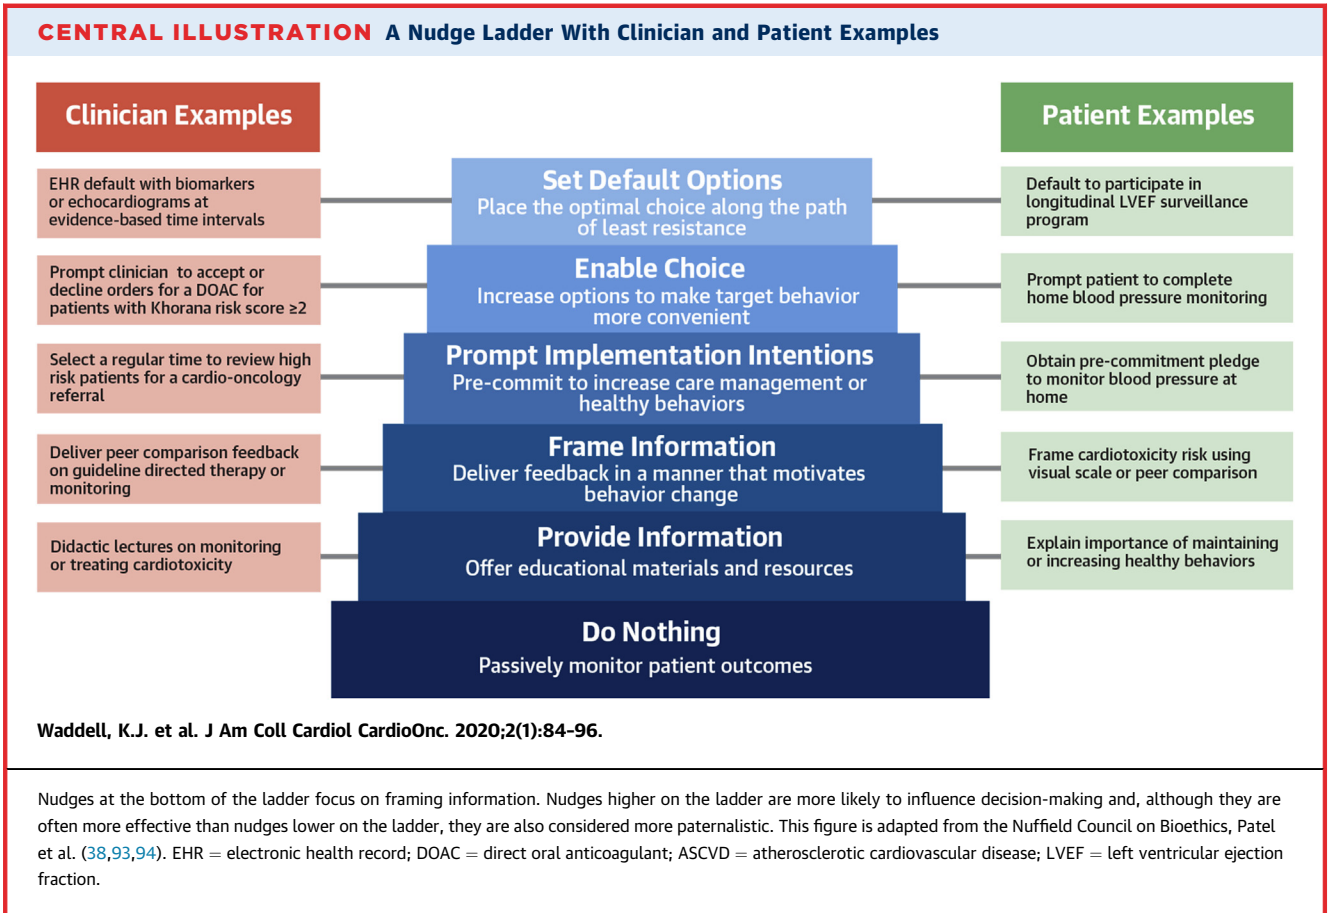 CENTRAL ILLUSTRATION A Nudge Ladder With Clinician and Patient Examples
Clinician Examples
Patient Examples
EHR default with biomarkers
or echocardiograms at
evidence-based time intervals
Set Default Options
Place the optimal choice along the path
of least resistance
Default to participate in
longitudinal LVEF surveillance
program
Prompt clinician to accept or
decline orders for a DOAC for
patients with Khorana risk score ≥2
Enable Choice
Increase options to make target behavior
more convenient
Prompt patient to complete
home blood pressure monitoring
Select a regular time to review high
risk patients for a cardio-oncology
referral
Prompt Implementation Intentions
Pre-commit to increase care management or
healthy behaviors
Obtain pre-commitment pledge
to monitor blood pressure at
home
Deliver peer comparison feedback
on guideline directed therapy or
monitoring
Frame Information
Deliver feedback in a manner that motivates
behavior change
Frame cardiotoxicity risk using
visual scale or peer comparison
Didactic lectures on monitoring
or treating cardiotoxicity
Provide Information
Offer educational materials and resources
Explain importance of maintaining
or increasing healthy behaviors
Do Nothing
Passively monitor patient outcomes
Waddell, K.J. et al. J Am Coll Cardiol CardioOnc. 2020;2(1):84–96.
Nudges at the bottom of the ladder focus on framing information. Nudges higher on the ladder are more likely to influence decision-making and, although they are
often more effective than nudges lower on the ladder, they are also considered more paternalistic. This figure is adapted from the Nuffield Council on Bioethics, Patel
et al. (38,93,94). EHR = electronic health record; DOAC = direct oral anticoagulant; ASCVD = atherosclerotic cardiovascular disease; LVEF = left ventricular ejection
fraction.